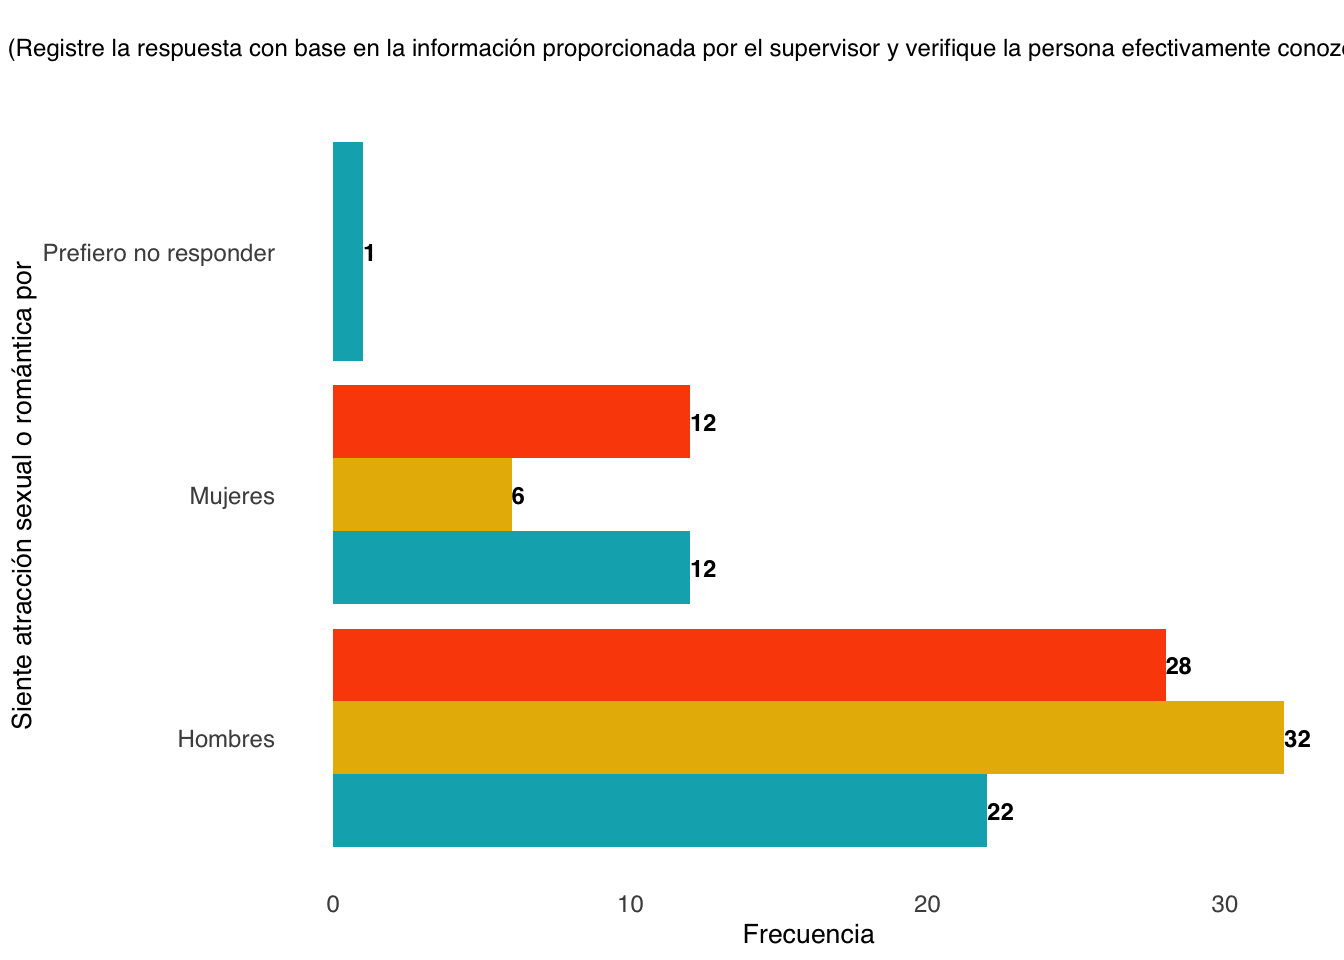 (Registre la respuesta con base en la información proporcionada por el supervisor y verifique la persona efectivamente
Siente atracción sexual o romántica por
Prefiero no responder
1
12
Mujeres
6
12
28
Hombres
32
22
0 10 20 30
Frecuencia